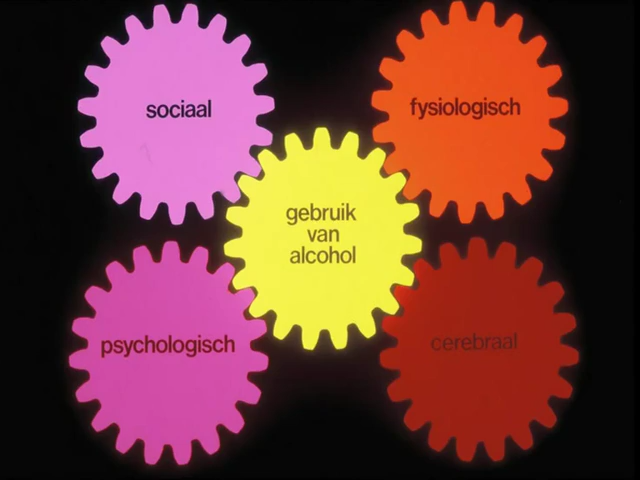 sociaal
fysiologisch
gebruik
van
alcohol
psychologisch
cerebraal